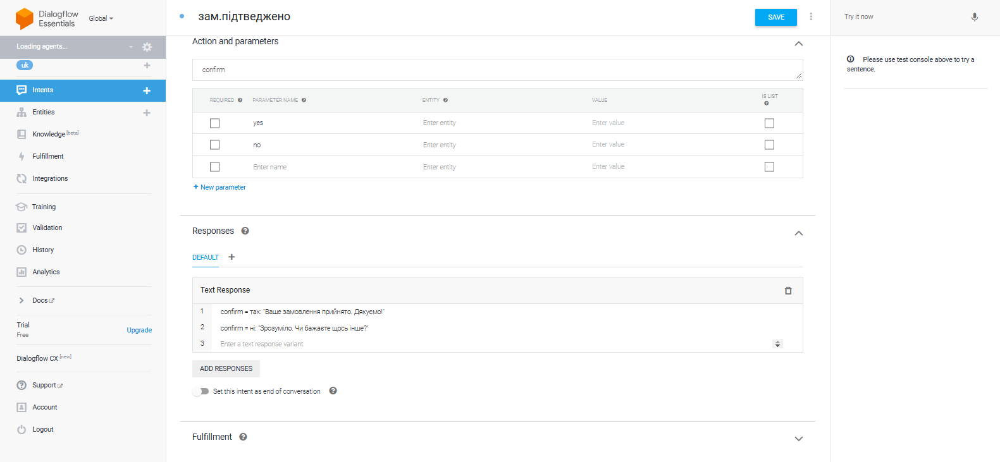 Dialogflow
Essentials
Global
Loading agents...
uk
Intents
Entities
Knowledge [beta]
Fulfillment
Integrations
Training
Validation
History
Analytics
Docs
Trial
Free
Upgrade
Dialogflow CX [new]
Support
Account
Logout
зам.підтведжено
SAVE
Action and parameters
confirm
REQUIRED PARAMETER NAME ENTITY VALUE IS LIST
yes Enter entity Enter value
no Enter entity Enter value
Enter name Enter entity Enter value
+ New parameter
Responses
DEFAULT +
Text Response
1 confirm = так: "Ваше замовлення прийнято. Дякуємо!"
2 confirm = ні: "Зрозуміло. Чи бажаєте щось інше?"
3 Enter a text response variant
ADD RESPONSES
Set this intent as end of conversation
Fulfillment
Try it now
Please use test console above to try a
sentence.